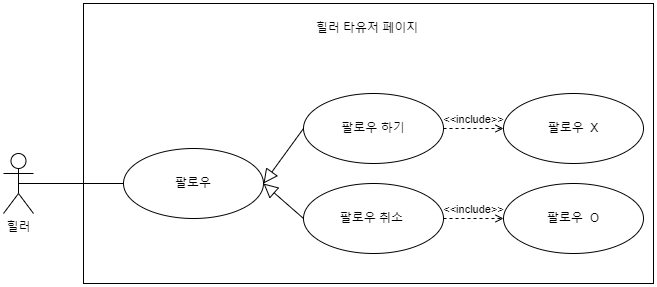 힐러 타유저 페이지
팔로우 하기
<<include>>
팔로우 X
팔로우
팔로우 취소
<<include>>
팔로우 O
힐러